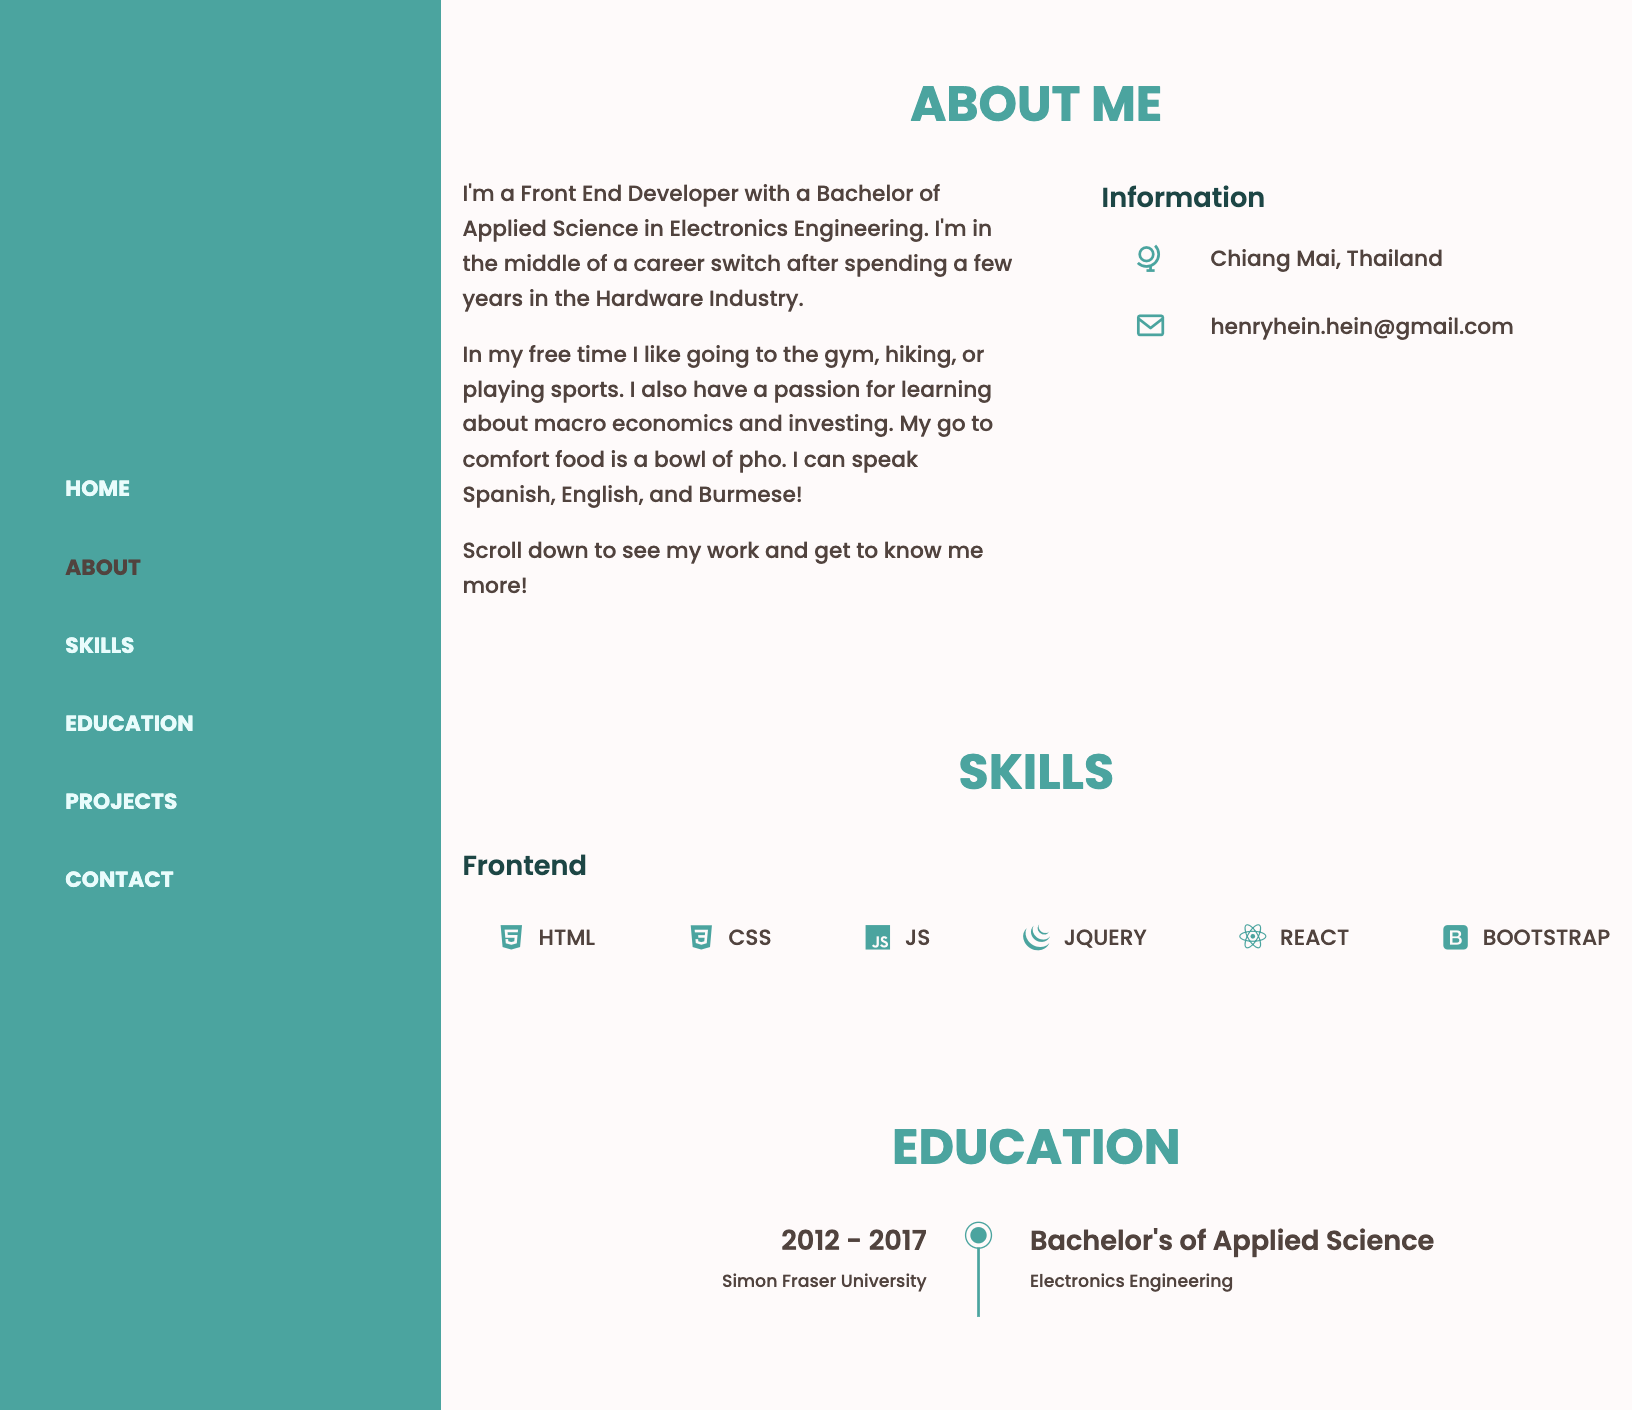 HOME
ABOUT
SKILLS
EDUCATION
PROJECTS
CONTACT
ABOUT ME
I'm a Front End Developer with a Bachelor of
Applied Science in Electronics Engineering. I'm in
the middle of a career switch after spending a few
years in the Hardware Industry.
In my free time I like going to the gym, hiking, or
playing sports. I also have a passion for learning
about macro economics and investing. My go to
comfort food is a bowl of pho. I can speak
Spanish, English, and Burmese!
Scroll down to see my work and get to know me
more!
Information
Chiang Mai, Thailand
henryhein.hein@gmail.com
SKILLS
Frontend
HTML CSS JS JS JQUERY REACT B BOOTSTRAP
EDUCATION
2012 - 2017
Simon Fraser University
Bachelor's of Applied Science
Electronics Engineering